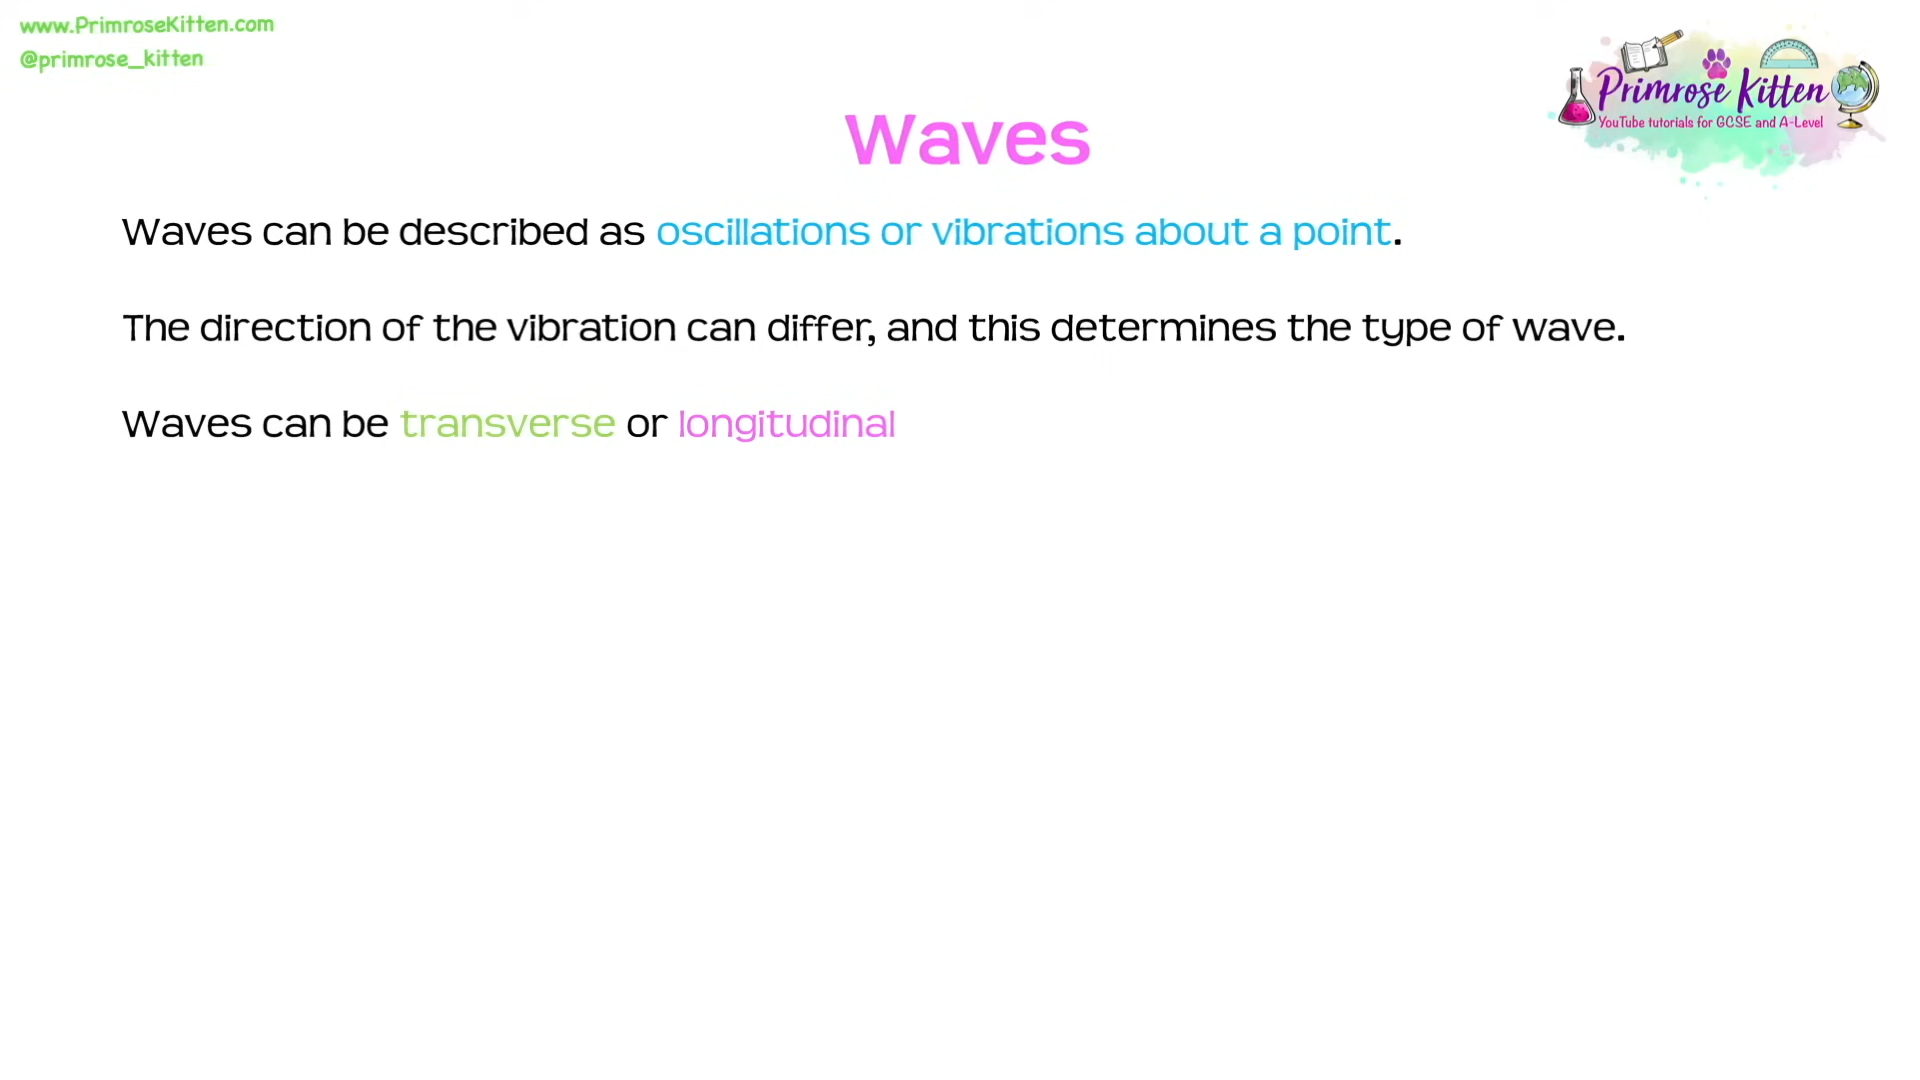 www.PrimroseKitten.com
@primrose_kitten
Primrose Kitten
YouTube tutorials for GCSE and A-Level
Waves
Waves can be described as oscillations or vibrations about a point.
The direction of the vibration can differ, and this determines the type of wave.
Waves can be transverse or longitudinal